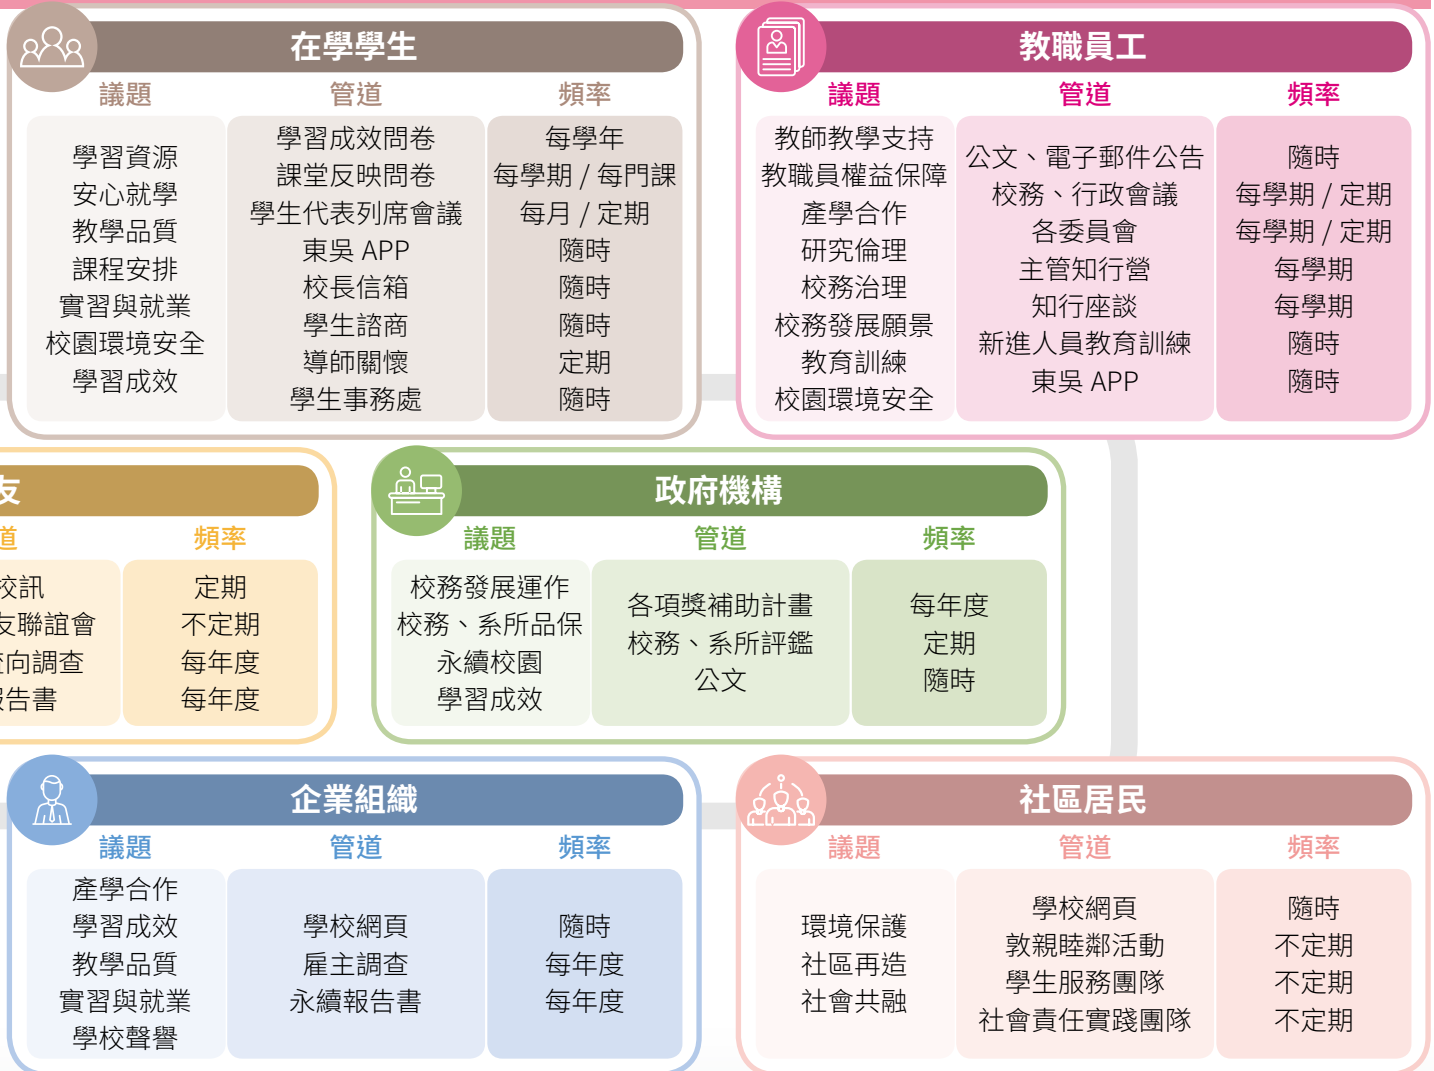 在學學生
議題 管道 頻率
學習資源
安心就學
教學品質
課程安排
實習與就業
校園環境安全
學習成效
學習成效問卷
課堂反映問卷
學生代表列席會議
東吳 APP
校長信箱
學生諮商
導師關懷
學生事務處
每學年
每學期 / 每門課
每月 / 定期
隨時
隨時
隨時
定期
隨時
教職員工
議題 管道 頻率
教師教學支持
教職員權益保障
產學合作
研究倫理
校務治理
校務發展願景
教育訓練
校園環境安全
公文、電子郵件公告
校務、行政會議
各委員會
主管知行營
知行座談
新進人員教育訓練
東吳 APP
隨時
每學期 / 定期
每學期 / 定期
每學期
每學期
隨時
隨時
友
道 頻率
校訊
友聯誼會
向調查
告書
定期
不定期
每年度
每年度
政府機構
議題 管道 頻率
校務發展運作
校務、系所品保
永續校園
學習成效
各項獎補助計畫
校務、系所評鑑
公文
每年度
定期
隨時
企業組織
議題 管道 頻率
產學合作
學習成效
教學品質
實習與就業
學校聲譽
學校網頁
雇主調查
永續報告書
隨時
每年度
每年度
社區居民
議題 管道 頻率
環境保護
社區再造
社會共融
學校網頁
敦親睦鄰活動
學生服務團隊
社會責任實踐團隊
隨時
不定期
不定期
不定期